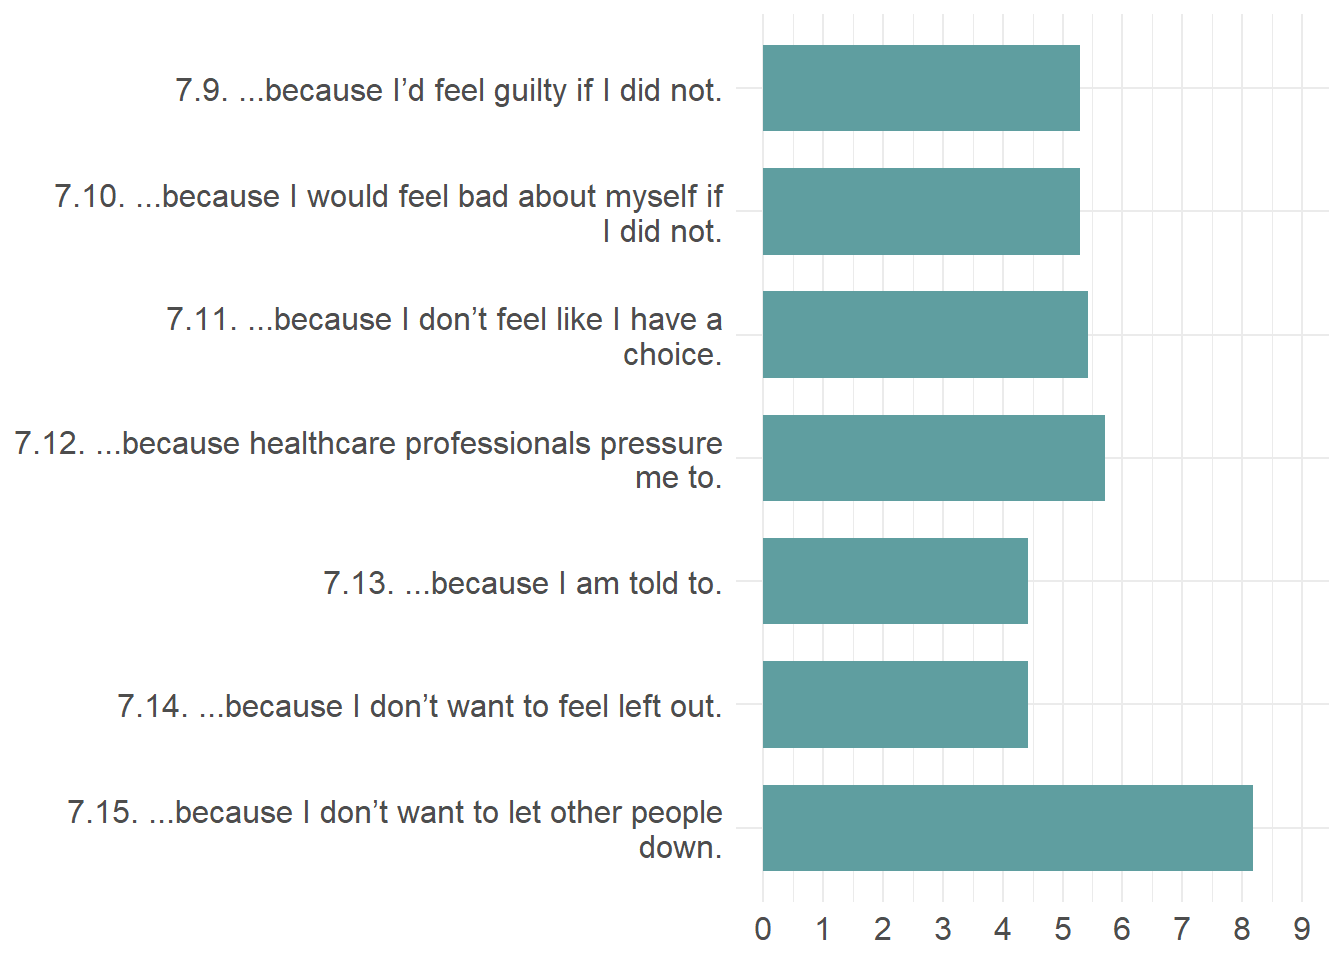 7.9. ...because I’d feel guilty if I did not.
7.10. ...because I would feel bad about myself if
I did not.
7.11. ...because I don’t feel like I have a
choice.
7.12. ...because healthcare professionals pressure
me to.
7.13. ...because I am told to.
7.14. ...because I don’t want to feel left out.
7.15. ...because I don’t want to let other people
down.
0 1 2 3 4 5 6 7 8 9